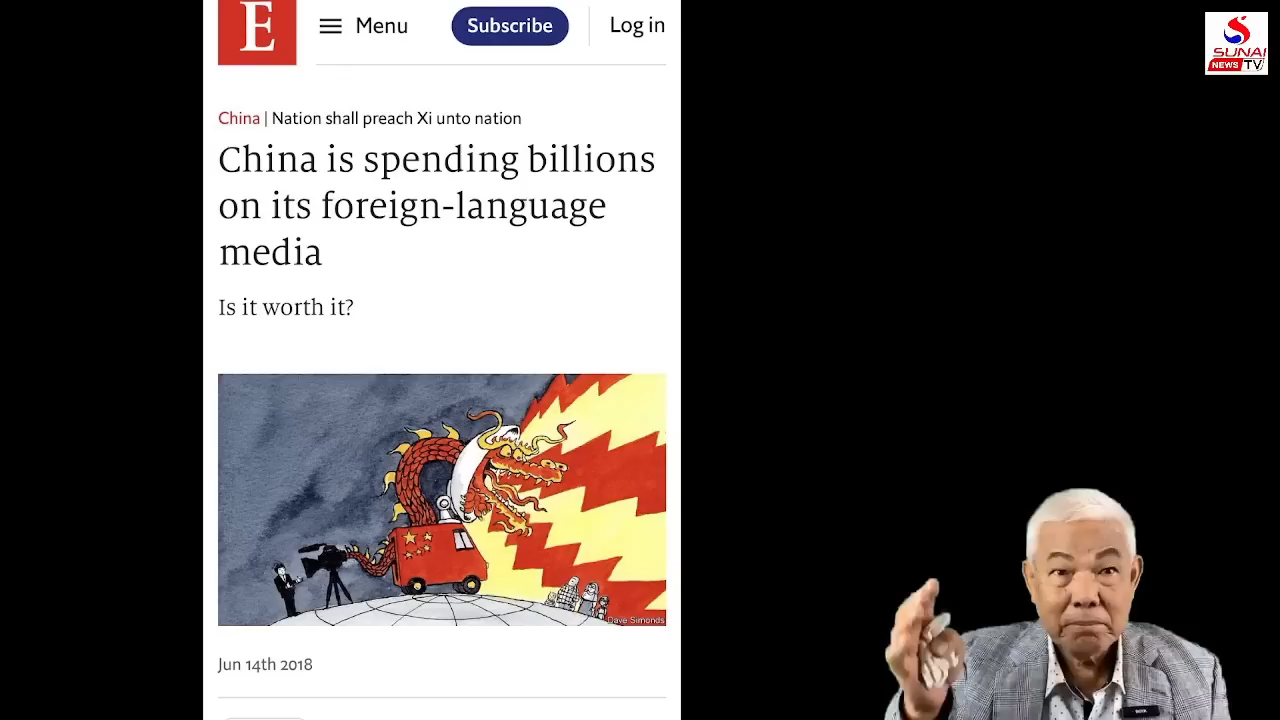 E
Menu
Subscribe
Log in
SUNAI
NEWS TV
China | Nation shall preach Xi unto nation
China is spending billions
on its foreign-language
media
Is it worth it?
Dave Simonds
Jun 14th 2018
BOYA